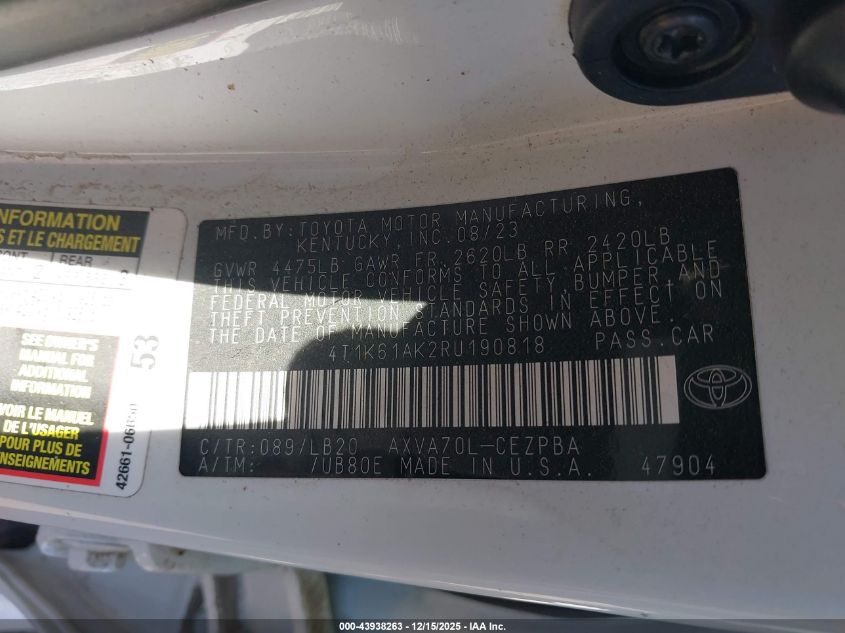 NFORMATION
S ET LE CHARGEMENT
REAR
SEE OWNER'S
MANUAL FOR
ADDITIONAL
INFORMATION
VOIR LE MANUEL
DE L'USAGER
POUR PLUS DE
RENSEIGNEMENTS
53
42661-06850
MFD.BY:TOYOTA MOTOR MANUFACTURING,
KENTUCKY,INC.08/23
GVWR 4475LB GAWR FR 2620LB RR 2420LB
THIS VEHICLE CONFORMS TO ALL APPLICABLE
FEDERAL MOTOR VEHICLE SAFETY,BUMPER,AND
THEFT PREVENTION STANDARDS IN EFFECT ON
THE DATE OF MANUFACTURE SHOWN ABOVE.
4T1K61AK2RU190818 PASS.CAR
C/TR:089/LB20 AXVA70L-CEZPBA
A/TM: /UB80E MADE IN U.S.A. 47904
000-43938263 - 12/15/2025 - IAA Inc.